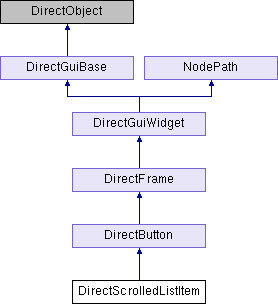 DirectObject
DirectGuiBase
NodePath
DirectGuiWidget
DirectFrame
DirectButton
DirectScrolledListItem